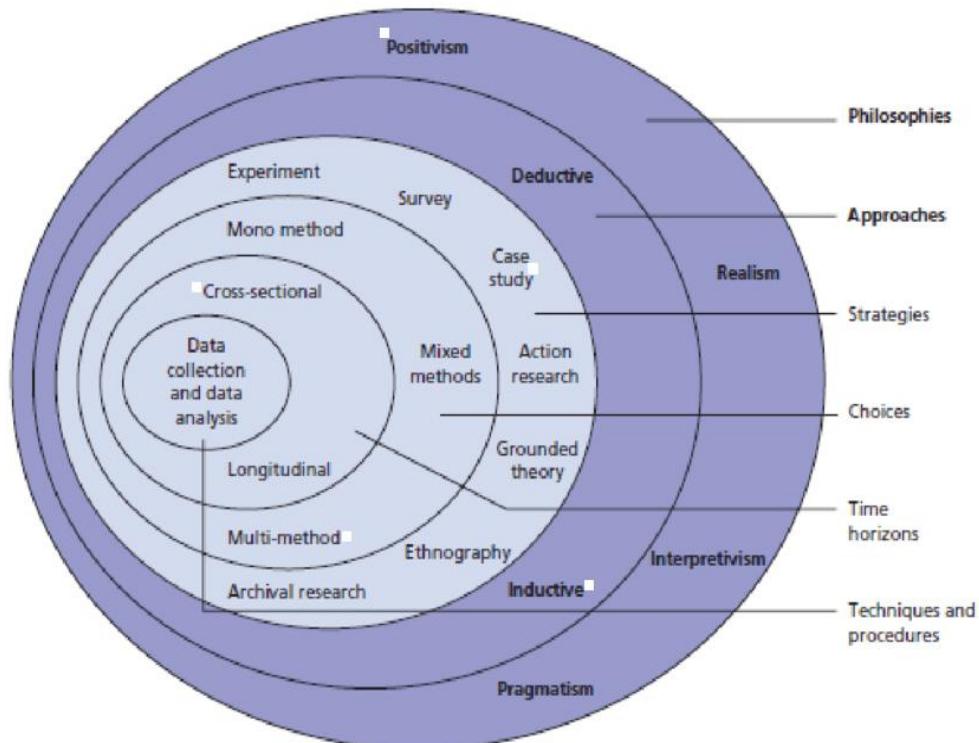 Positivism
Philosophies
Experiment
Deductive
Survey
Approaches
Mono method
Case
study
Realism
Cross-sectional
Strategies
Data
collection
and data
analysis
Mixed
methods
Action
research
Choices
Grounded
theory
Longitudinal
Time
horizons
Multi-method
Ethnography
Interpretivism
Archival research
Inductive
Techniques and
procedures
Pragmatism